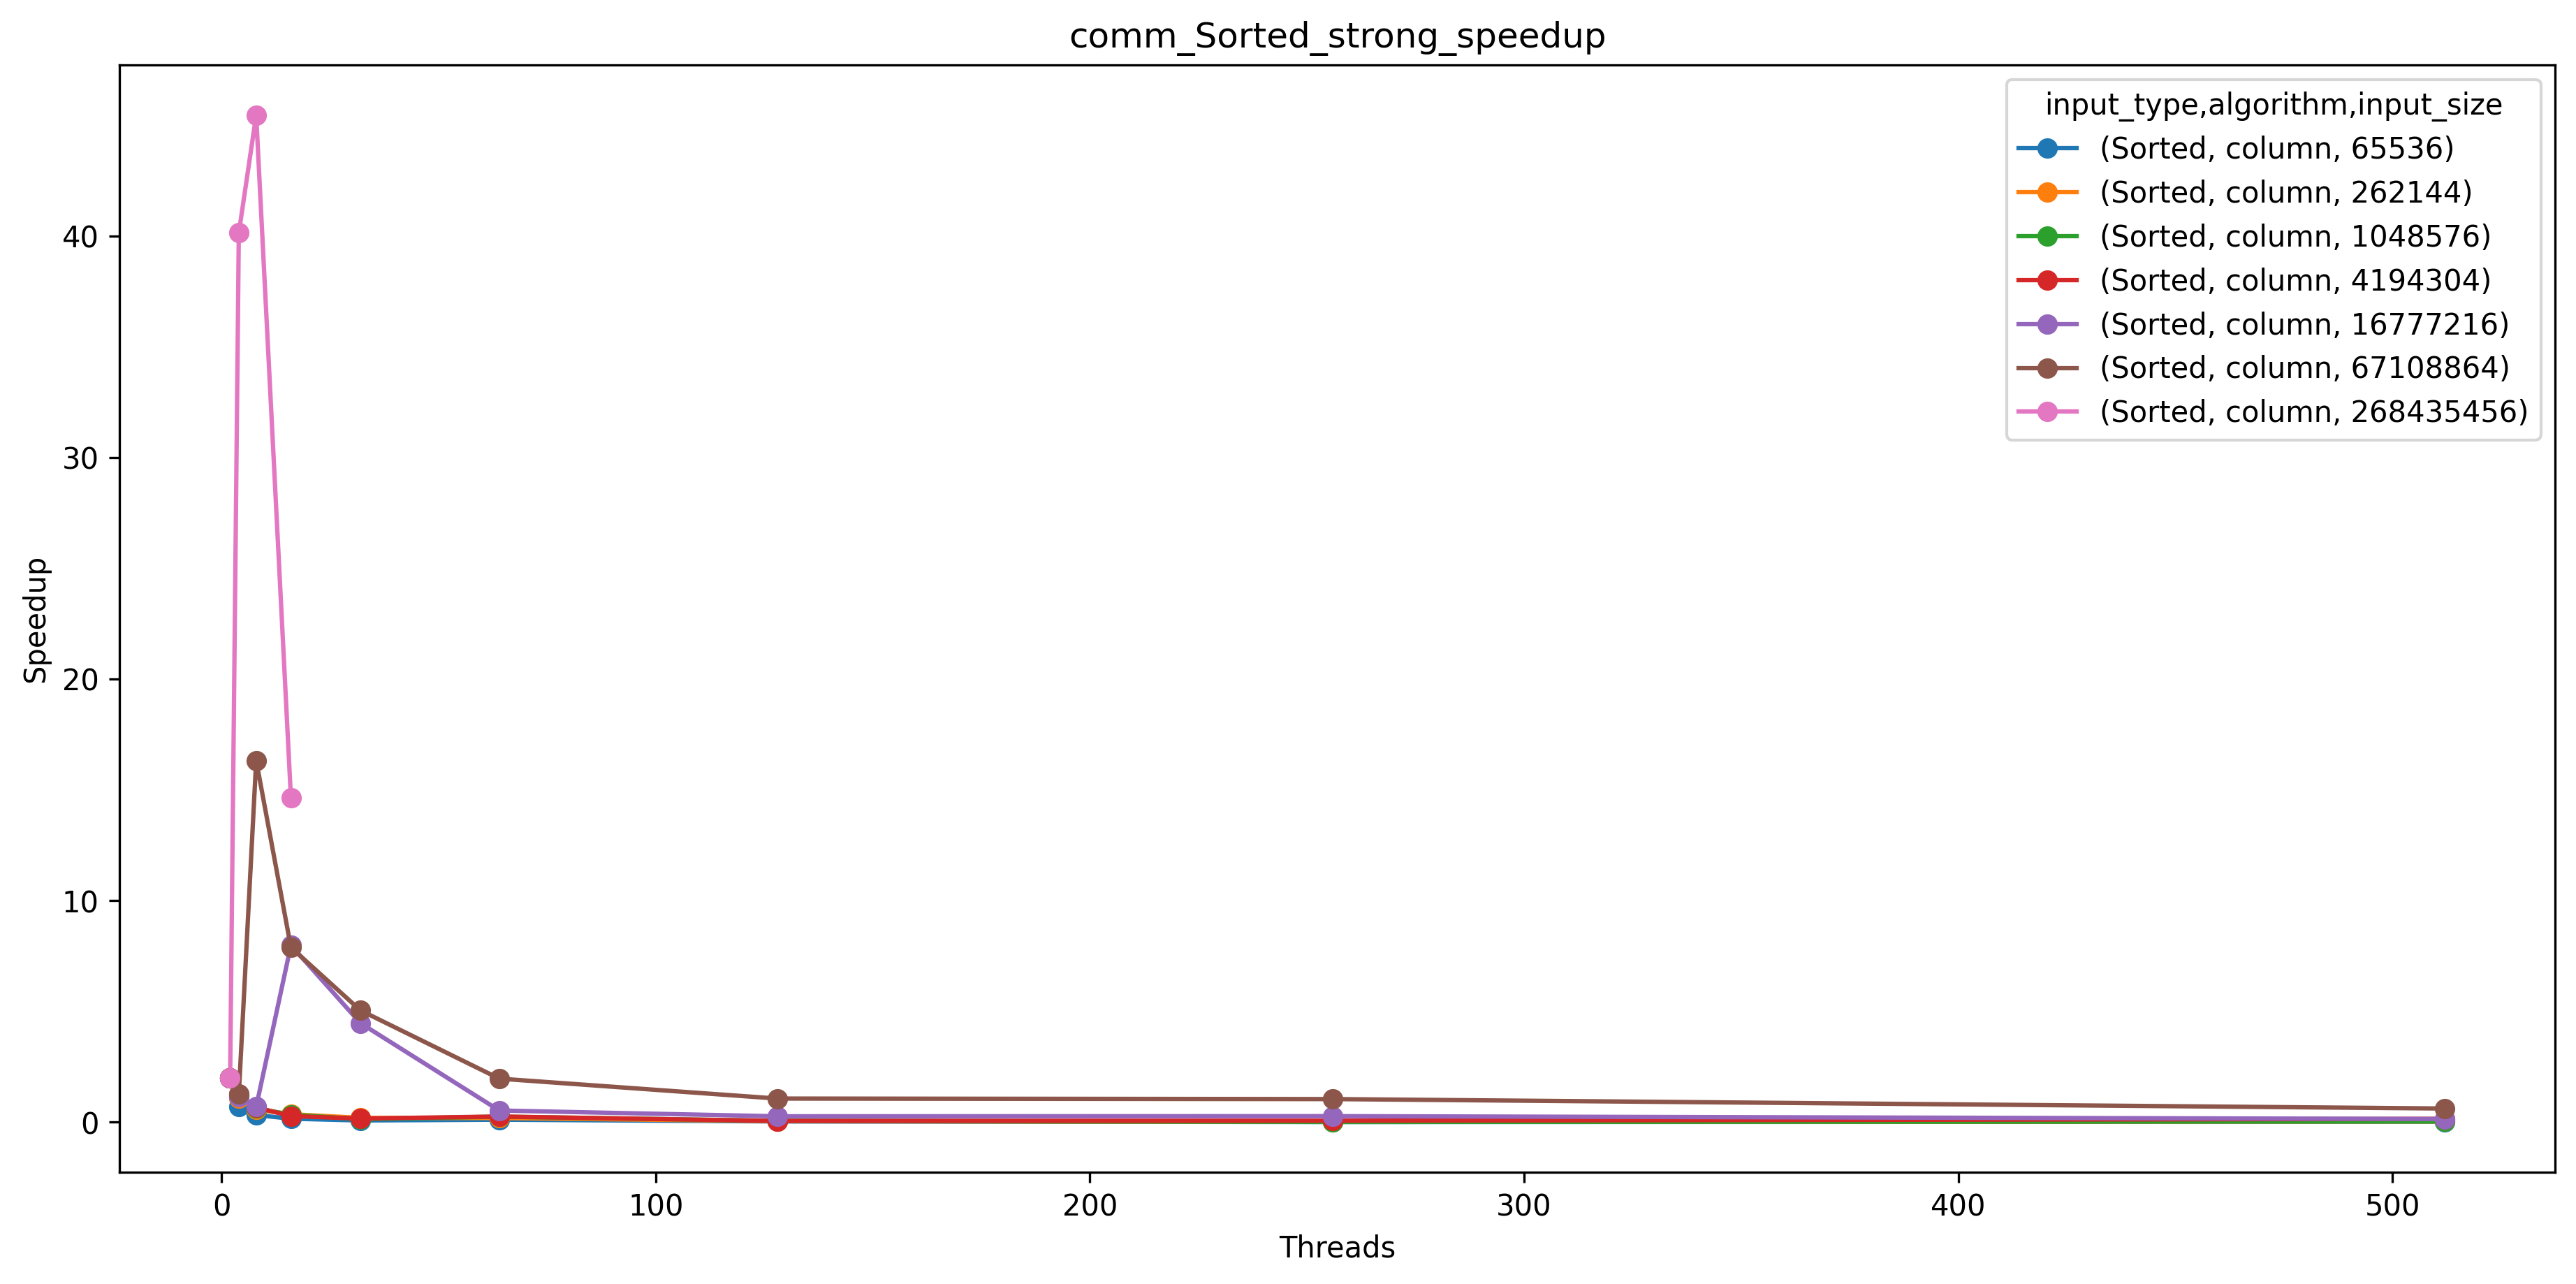 comm_Sorted_strong_speedup
input_type,algorithm,input_size
(Sorted, column, 65536)
(Sorted, column, 262144)
(Sorted, column, 1048576)
(Sorted, column, 4194304)
(Sorted, column, 16777216)
(Sorted, column, 67108864)
(Sorted, column, 268435456)
Speedup
40
30
20
10
0
0 100 200 300 400 500
Threads